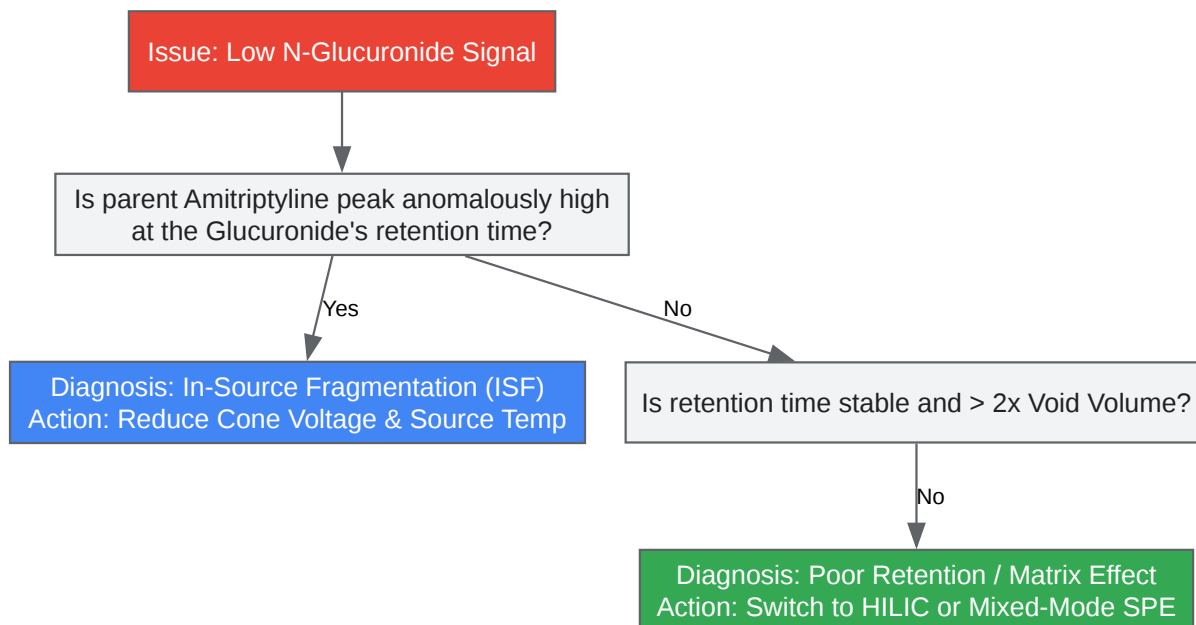 Issue: Low N-Glucuronide Signal
Is parent Amitriptyline peak anomalously high
at the Glucuronide's retention time?
Yes
No
Diagnosis: In-Source Fragmentation (ISF)
Action: Reduce Cone Voltage & Source Temp
Is retention time stable and > 2x Void Volume?
No
Diagnosis: Poor Retention / Matrix Effect
Action: Switch to HILIC or Mixed-Mode SPE